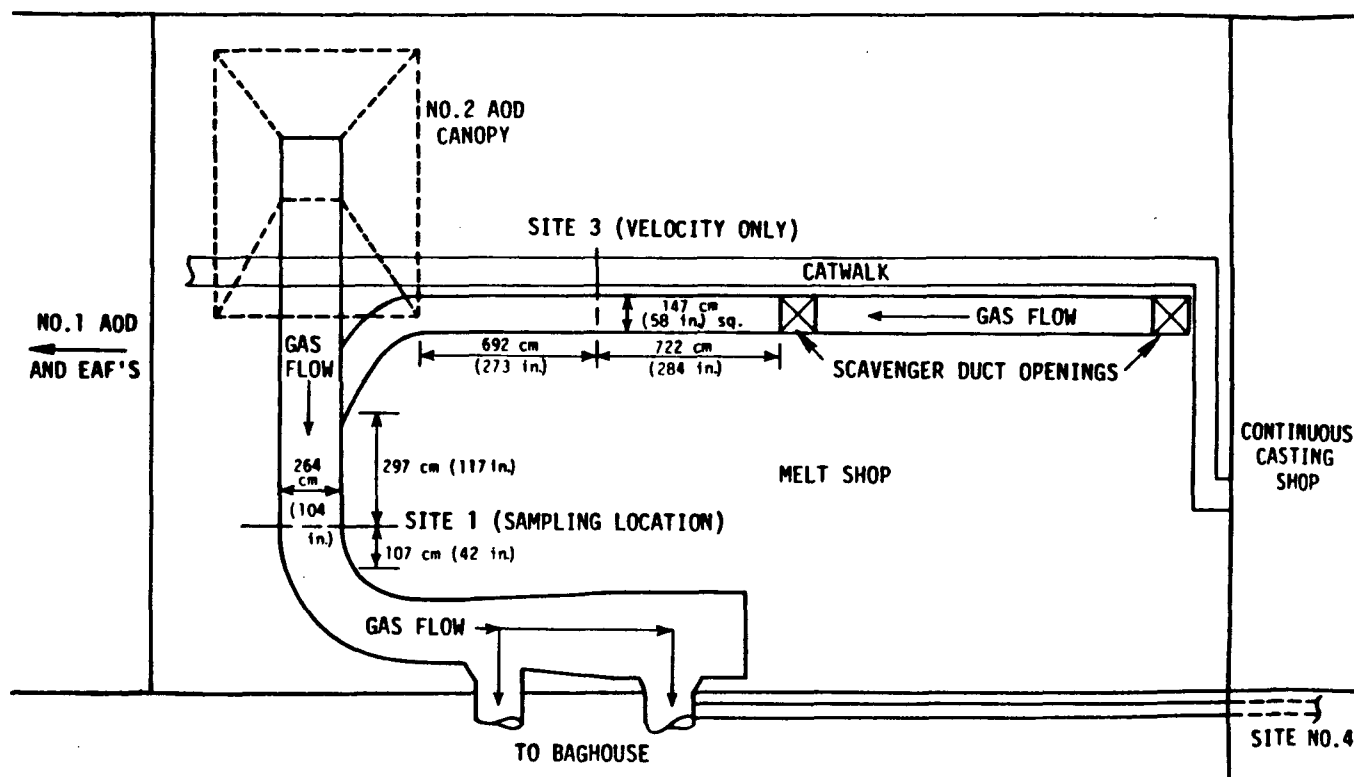 NO.2 AOD
CANOPY
SITE 3 (VELOCITY ONLY)
CATWALK
147 cm
(58 in.) sq.
GAS FLOW
NO.1 AOD
AND EAF'S
GAS
FLOW
692 cm
(273 in.)
722 cm
(284 in.)
SCAVENGER DUCT OPENINGS
CONTINUOUS
CASTING
SHOP
264
cm
(104
in.)
297 cm (117 in.)
MELT SHOP
SITE 1 (SAMPLING LOCATION)
107 cm (42 in.)
GAS FLOW
TO BAGHOUSE
SITE NO.4